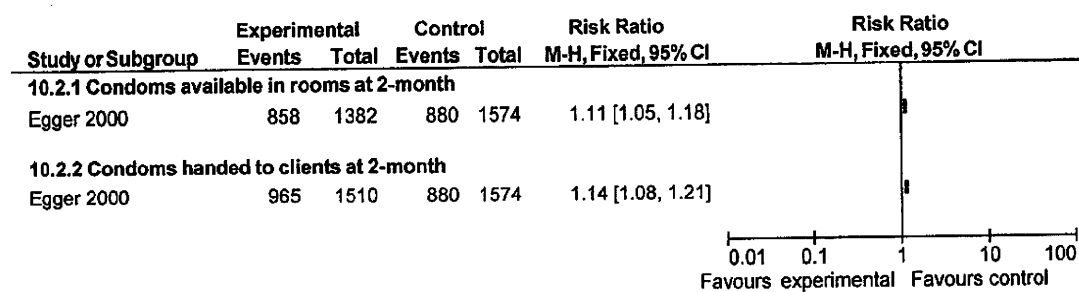 Experimental Control Risk Ratio Risk Ratio
Study or Subgroup Events Total Events Total M-H, Fixed, 95% CI M-H, Fixed, 95% CI
10.2.1 Condoms available in rooms at 2-month
Egger 2000 858 1382 880 1574 1.11 [1.05, 1.18]
10.2.2 Condoms handed to clients at 2-month
Egger 2000 965 1510 880 1574 1.14 [1.08, 1.21]
0.01 0.1 1 10 100
Favours experimental Favours control